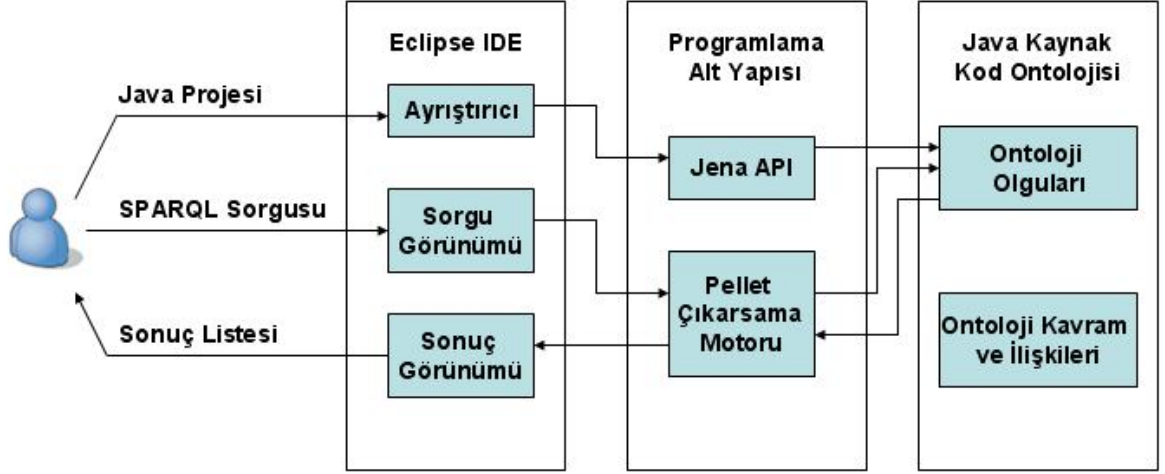 Eclipse IDE
Programlama
Alt Yapısı
Java Kaynak
Kod Ontolojisi
Java Projesi
Ayrıştırıcı
Jena API
Ontoloji
Olguları
SPARQL Sorgusu
Sorgu
Görünümü
Pellet
Çıkarsama
Motoru
Ontoloji Kavram
ve İlişkileri
Sonuç Listesi
Sonuç
Görünümü